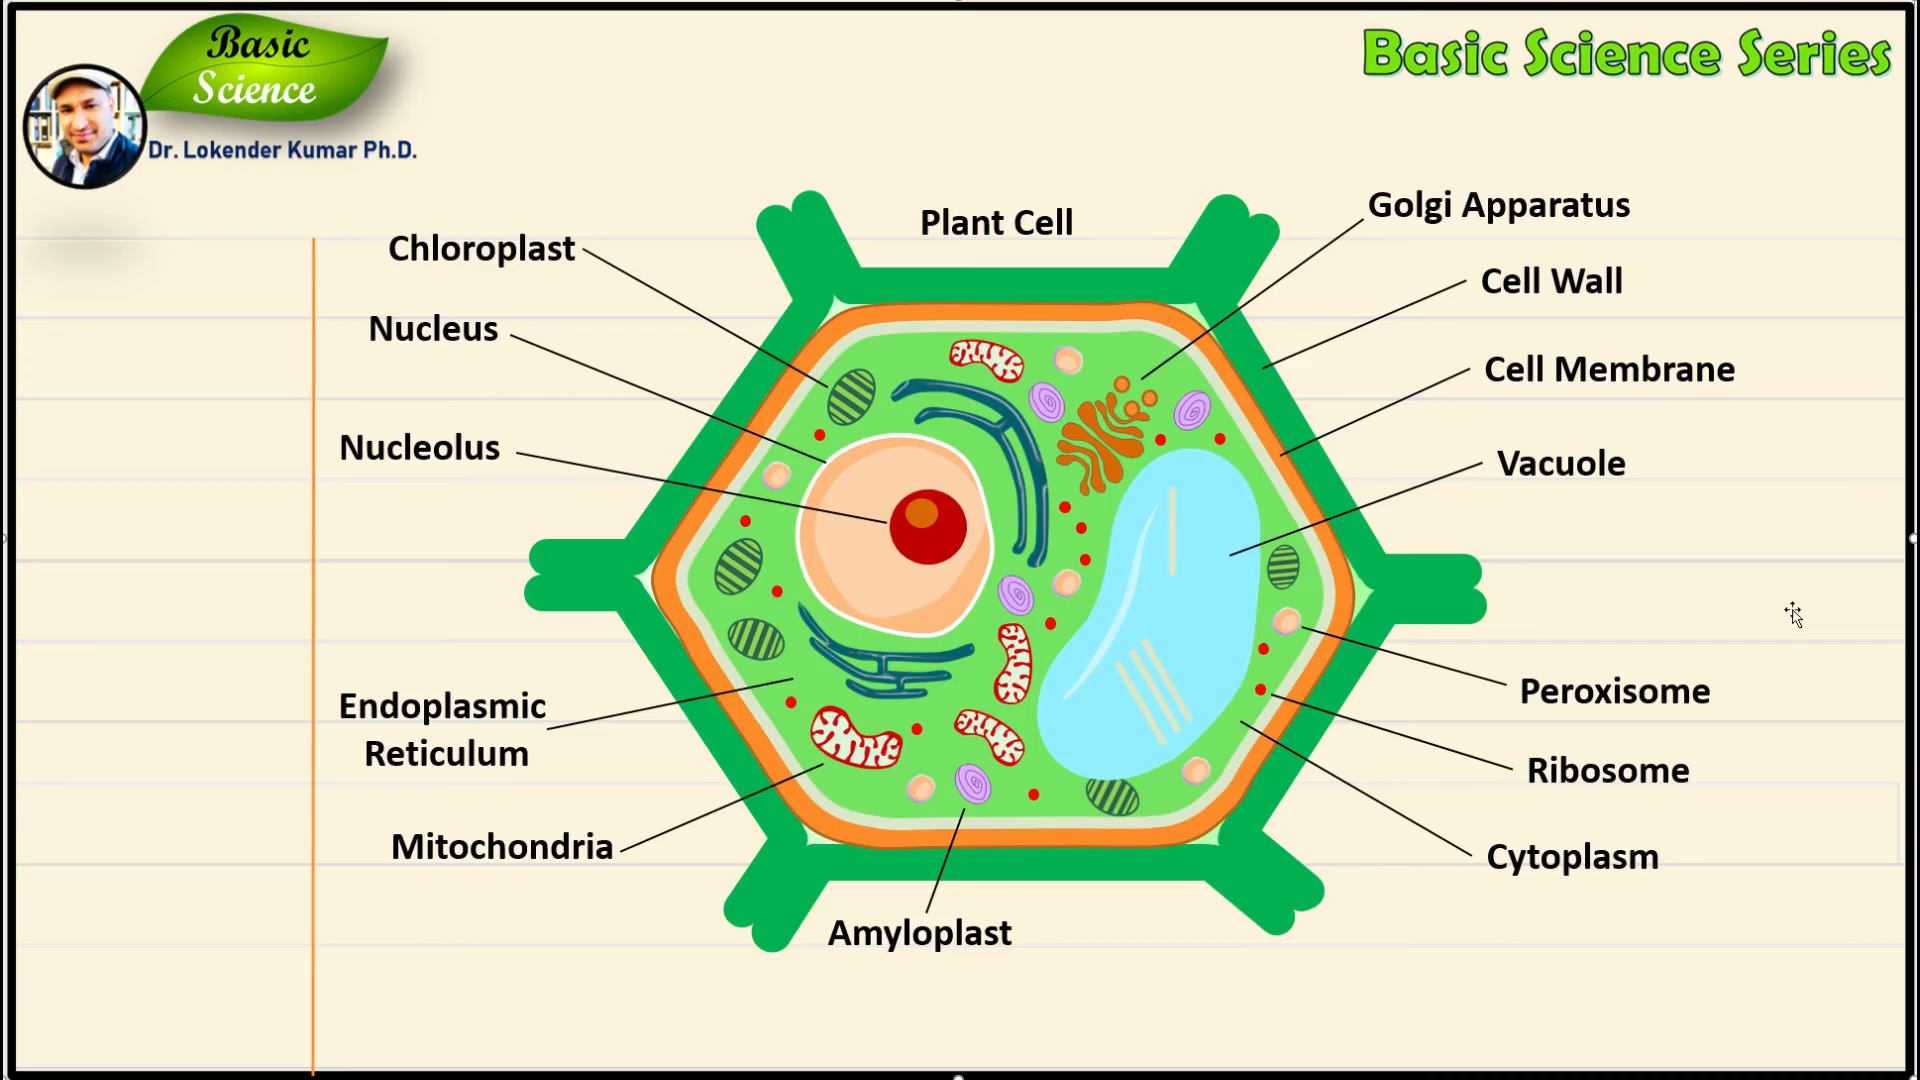 Basic
Science
Dr. Lokender Kumar Ph.D.
Basic Science Series
Plant Cell
Chloroplast
Nucleus
Nucleolus
Endoplasmic
Reticulum
Mitochondria
Amyloplast
Golgi Apparatus
Cell Wall
Cell Membrane
Vacuole
Peroxisome
Ribosome
Cytoplasm